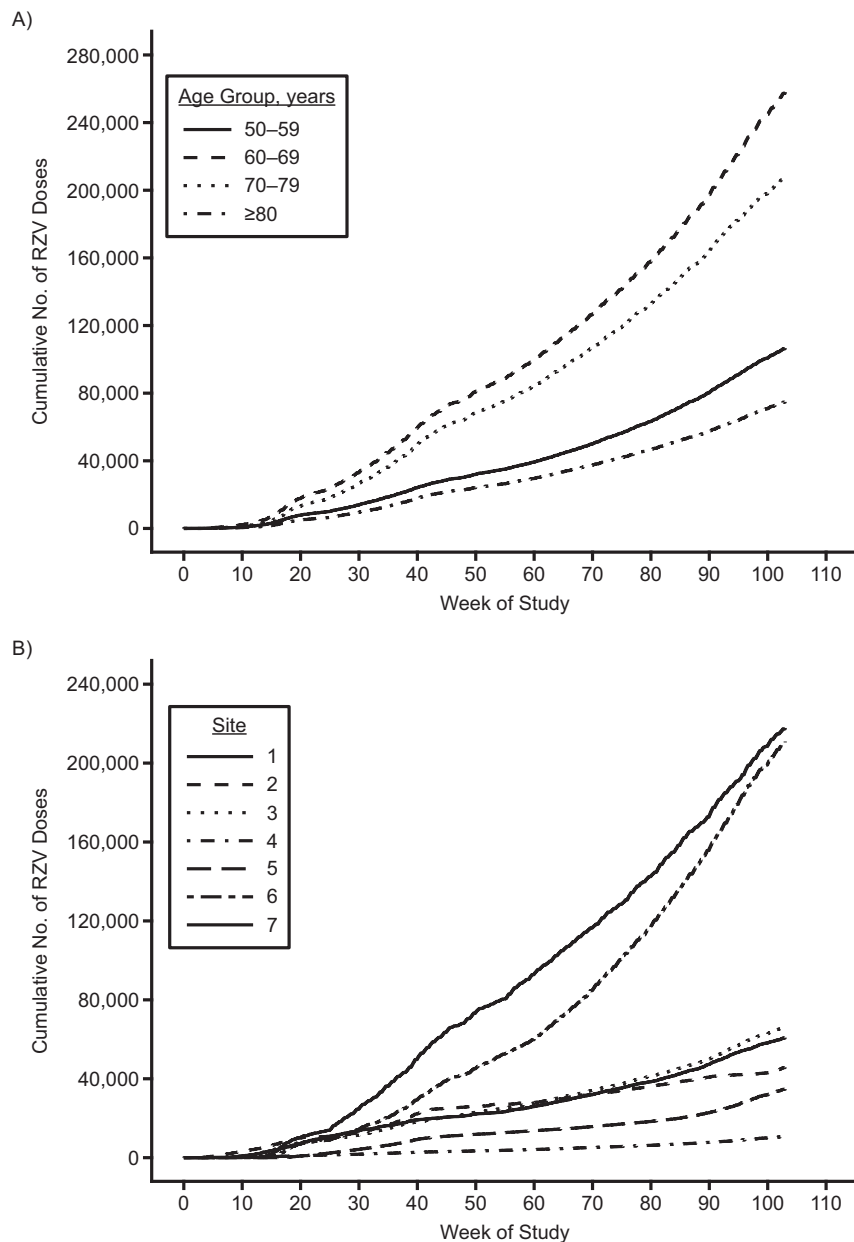 A)
280,000
240,000
200,000
160,000
120,000
80,000
40,000
0
Cumulative No. of RZV Doses
Age Group, years
50–59
60–69
70–79
≥80
0 10 20 30 40 50 60 70 80 90 100 110
Week of Study
B)
240,000
200,000
160,000
120,000
80,000
40,000
0
Cumulative No. of RZV Doses
Site
1
2
3
4
5
6
7
0 10 20 30 40 50 60 70 80 90 100 110
Week of Study